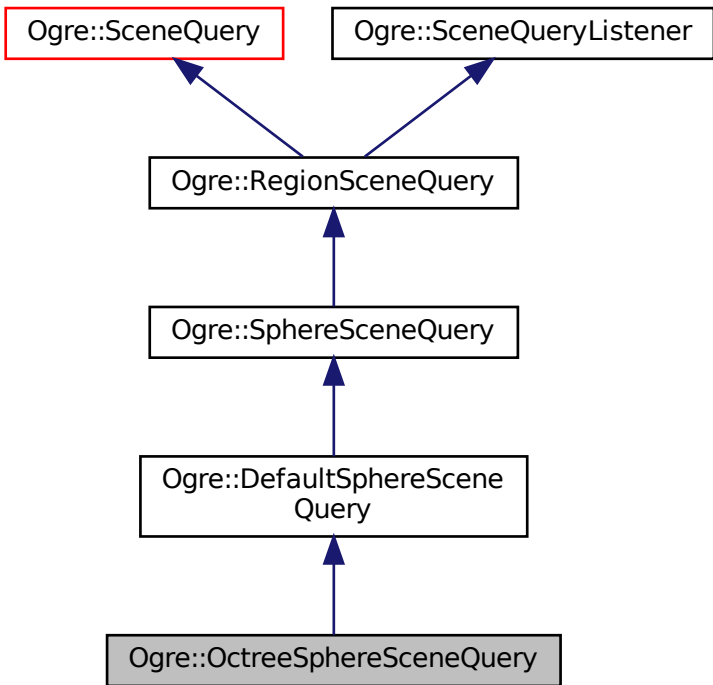 Ogre::SceneQuery
Ogre::SceneQueryListener
Ogre::RegionSceneQuery
Ogre::SphereSceneQuery
Ogre::DefaultSphereScene
Query
Ogre::OctreeSphereSceneQuery